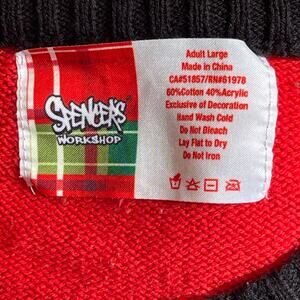 SPENCERS
WORKSHOP
Adult Large
Made in China
CA#51857/RN#61978
60%Cotton 40%Acrylic
Exclusive of Decoration
Hand Wash Cold
Do Not Bleach
Lay Flat to Dry
Do Not Iron